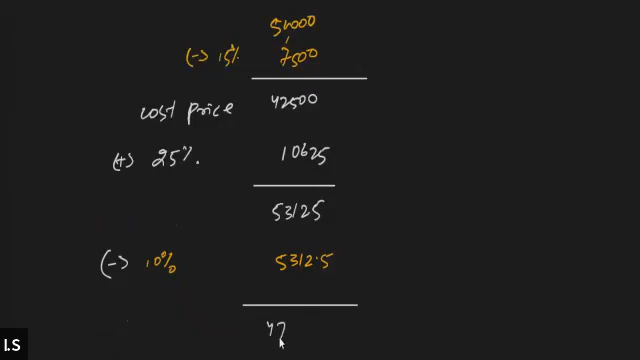 50000
(-) 15% 7500
cost price 42500
(+) 25%. 10625
53125
(-) 10% 5312.5
47
I.S